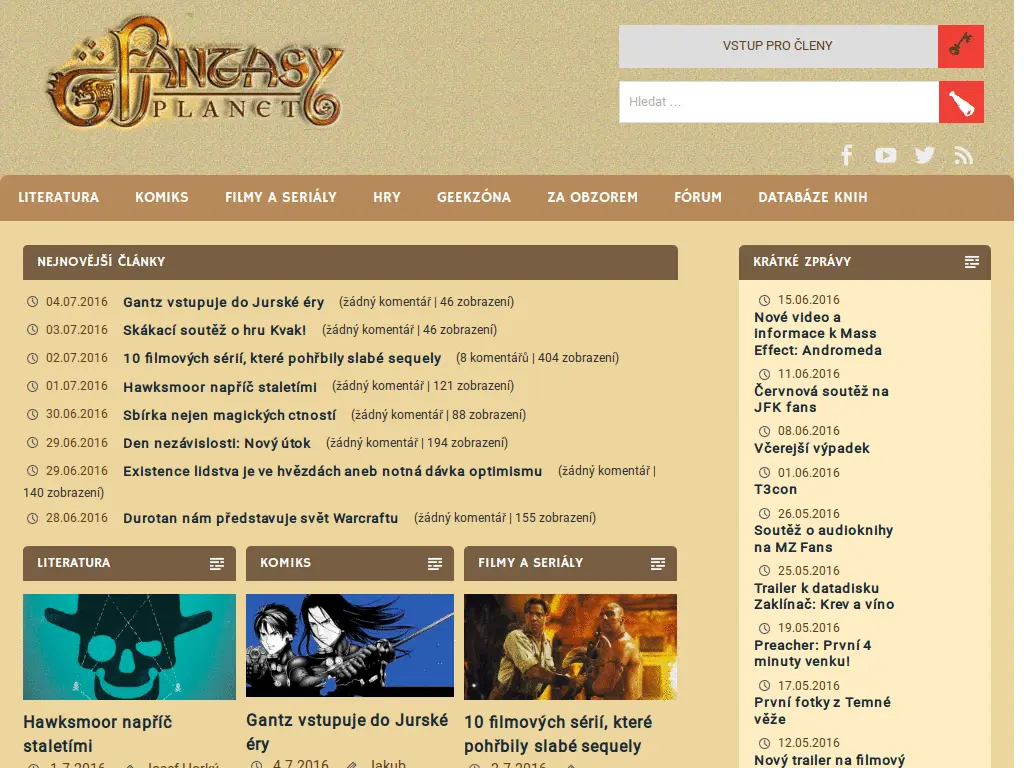 FANTASY
PLANET
VSTUP PRO ČLENY
Hledat …
LITERATURA KOMIKS FILMY A SERIÁLY HRY GEEKZÓNA ZA OBZOREM FÓRUM DATABÁZE KNIH
NEJNOVĚJŠÍ ČLÁNKY
04.07.2016 Gantz vstupuje do Jurské éry (žádný komentář | 46 zobrazení)
03.07.2016 Skákací soutěž o hru Kvak! (žádný komentář | 46 zobrazení)
02.07.2016 10 filmových sérií, které pohřbily slabé sequely (8 komentářů | 404 zobrazení)
01.07.2016 Hawksmoor napříč staletími (žádný komentář | 121 zobrazení)
30.06.2016 Sbírka nejen magických ctností (žádný komentář | 88 zobrazení)
29.06.2016 Den nezávislosti: Nový útok (žádný komentář | 194 zobrazení)
29.06.2016 Existence lidstva je ve hvězdách aneb notná dávka optimismu (žádný komentář |
140 zobrazení)
28.06.2016 Durotan nám představuje svět Warcraftu (žádný komentář | 155 zobrazení)
LITERATURA
Hawksmoor napříč
staletími
1.7.2016 Josef Horký
KOMIKS
Gantz vstupuje do Jurské
éry
4.7.2016 Jakub
FILMY A SERIÁLY
10 filmových sérií, které
pohřbily slabé sequely
2.7.2016
KRÁTKÉ ZPRÁVY
15.06.2016
Nové video a
informace k Mass
Effect: Andromeda
11.06.2016
Červnová soutěž na
JFK fans
08.06.2016
Včerejší výpadek
01.06.2016
T3con
26.05.2016
Soutěž o audioknihy
na MZ Fans
25.05.2016
Trailer k datadisku
Zaklínač: Krev a víno
19.05.2016
Preacher: První 4
minuty venku!
17.05.2016
První fotky z Temné
věže
12.05.2016
Nový trailer na filmový